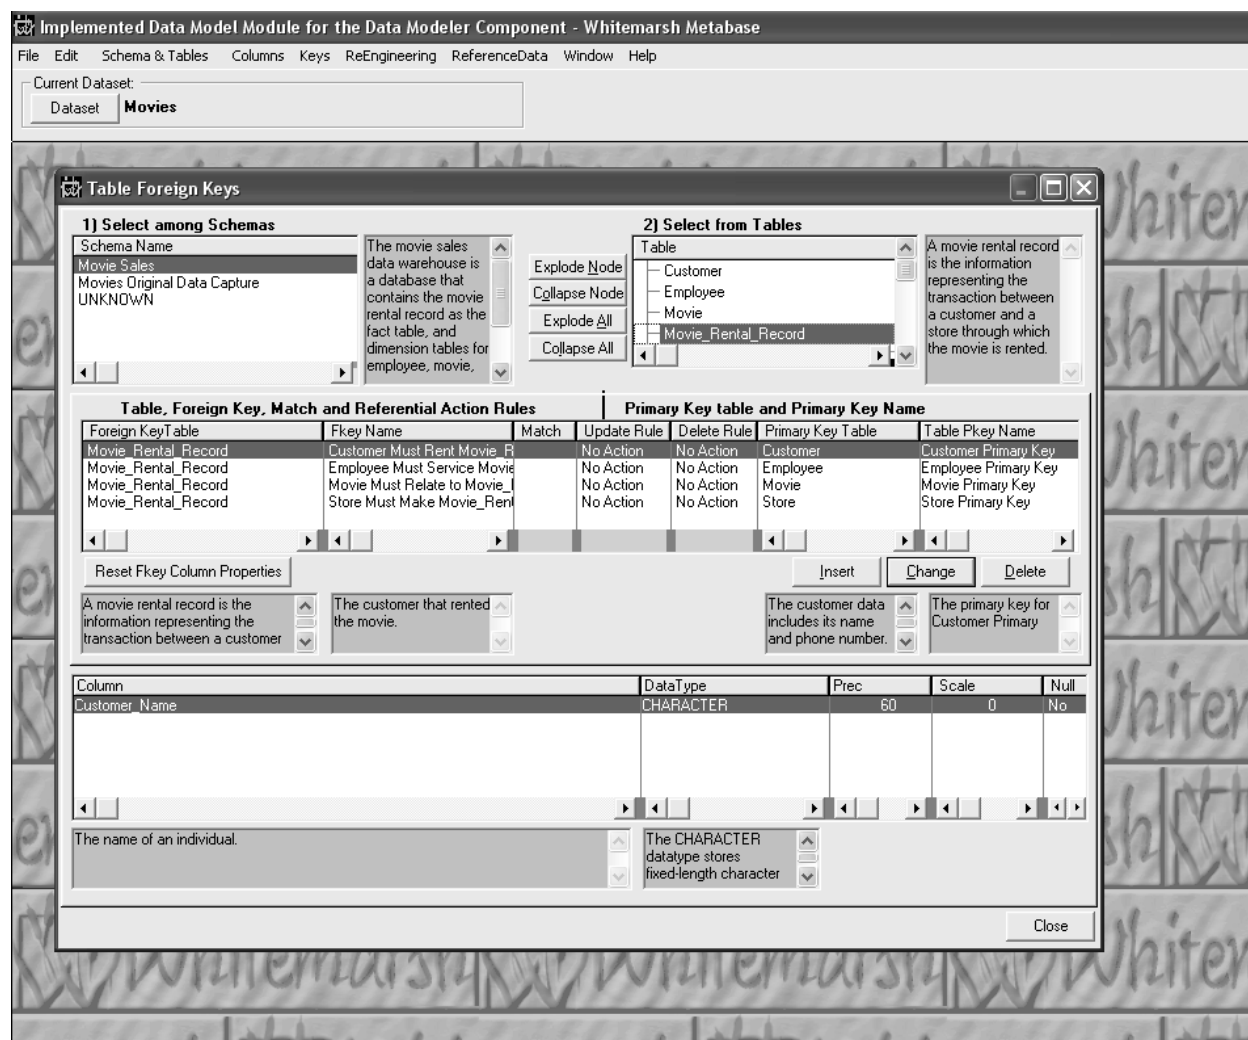 Implemented Data Model Module for the Data Modeler Component - Whitemarsh Metabase
File Edit Schema & Tables Columns Keys ReEngineering ReferenceData Window Help
Current Dataset:
Dataset Movies
Table Foreign Keys
1) Select among Schemas
Schema Name
Movie Sales
Movies Original Data Capture
UNKNOWN
The movie sales
data warehouse is
a database that
contains the movie
rental record as the
fact table, and
dimension tables for
employee, movie,
Explode Node
Collapse Node
Explode All
Collapse All
2) Select from Tables
Table
Customer
Employee
Movie
Movie_Rental_Record
A movie rental record
is the information
representing the
transaction between
a customer and a
store through which
the movie is rented.
Table, Foreign Key, Match and Referential Action Rules Primary Key table and Primary Key Name
Foreign KeyTable Fkey Name Match Update Rule Delete Rule Primary Key Table Table Pkey Name
Movie_Rental_Record Customer Must Rent Movie_R No Action No Action Customer Customer Primary Key
Movie_Rental_Record Employee Must Service Movie No Action No Action Employee Employee Primary Key
Movie_Rental_Record Movie Must Relate to Movie_ No Action No Action Movie Movie Primary Key
Movie_Rental_Record Store Must Make Movie_Ren No Action No Action Store Store Primary Key
Reset Fkey Column Properties Insert Change Delete
A movie rental record is the
information representing the
transaction between a customer
The customer that rented
the movie.
The customer data
includes its name
and phone number.
The primary key for
Customer Primary
Column DataType Prec Scale Null
Customer_Name CHARACTER 60 0 No
The name of an individual.
The CHARACTER
datatype stores
fixed-length character
Close
Whitemarsh